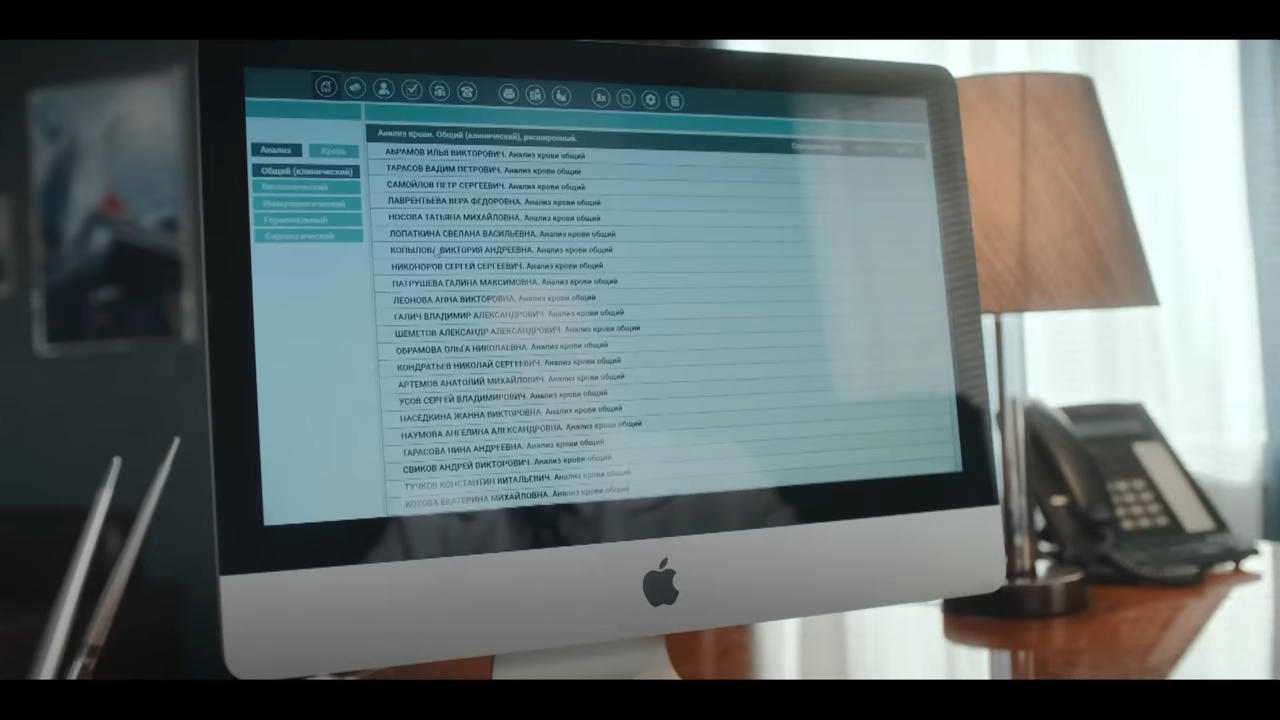 Анализ крови. Общий (клинический), расширенный.
Анализ
Кровь
Общий (клинический)
Биохимический
Иммунологический
Гормональный
Серологический
АБРАМОВ ИЛЬЯ ВИКТОРОВИЧ. Анализ крови общий
ТАРАСОВ ВАДИМ ПЕТРОВИЧ. Анализ крови общий
САМОЙЛОВ ПЕТР СЕРГЕЕВИЧ. Анализ крови общий
ЛАВРЕНТЬЕВА ВЕРА ФЕДОРОВНА. Анализ крови общий
НОСОВА ТАТЬЯНА МИХАЙЛОВНА. Анализ крови общий
ЛОПАТКИНА СВЕЛАНА ВАСИЛЬЕВНА. Анализ крови общий
КОПЫЛОВА ВИКТОРИЯ АНДРЕЕВНА. Анализ крови общий
НИКОНОРОВ СЕРГЕЙ СЕРГЕЕВИЧ. Анализ крови общий
ПАТРУШЕВА ГАЛИНА МАКСИМОВНА. Анализ крови общий
ЛЕОНОВА АННА ВИКТОРОВНА. Анализ крови общий
ГАЛИЧ ВЛАДИМИР АЛЕКСАНДРОВИЧ. Анализ крови общий
ШЕМЕТОВ АЛЕКСАНДР АЛЕКСАНДРОВИЧ. Анализ крови общий
ОБРАМОВА ОЛЬГА НИКОЛАЕВНА. Анализ крови общий
КОНДРАТЬЕВ НИКОЛАЙ СЕРГЕЕВИЧ. Анализ крови общий
АРТЕМОВ АНАТОЛИЙ МИХАЙЛОВИЧ. Анализ крови общий
УСОВ СЕРГЕЙ ВЛАДИМИРОВИЧ. Анализ крови общий
НАСЕДКИНА ЖАННА ВИКТОРОВНА. Анализ крови общий
НАУМОВА АНГЕЛИНА АЛЕКСАНДРОВНА. Анализ крови общий
ТАРАСОВА НИНА АНДРЕЕВНА. Анализ крови общий
СВИКОВ АНДРЕЙ ВИКТОРОВИЧ. Анализ крови общий
ТУЧКОВ КОНСТАНТИН ВИТАЛЬЕВИЧ. Анализ крови общий
КОТОВА ЕКАТЕРИНА МИХАЙЛОВНА. Анализ крови общий